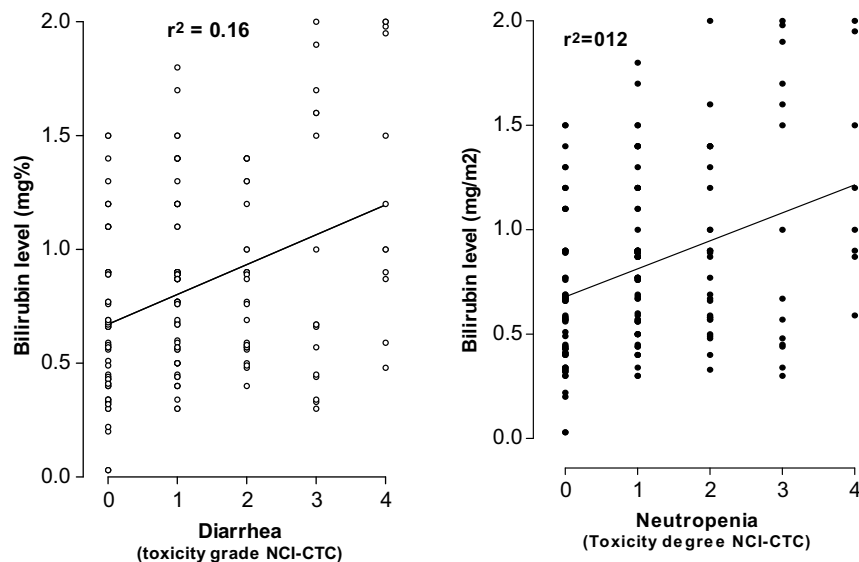 r2 = 0.16
Bilirubin level (mg%)
2.0
1.5
1.0
0.5
0.0
0 1 2 3 4
Diarrhea
(toxicity grade NCI-CTC)
r2=012
Bilirubin level (mg/m2)
2.0
1.5
1.0
0.5
0.0
0 1 2 3 4
Neutropenia
(Toxicity degree NCI-CTC)